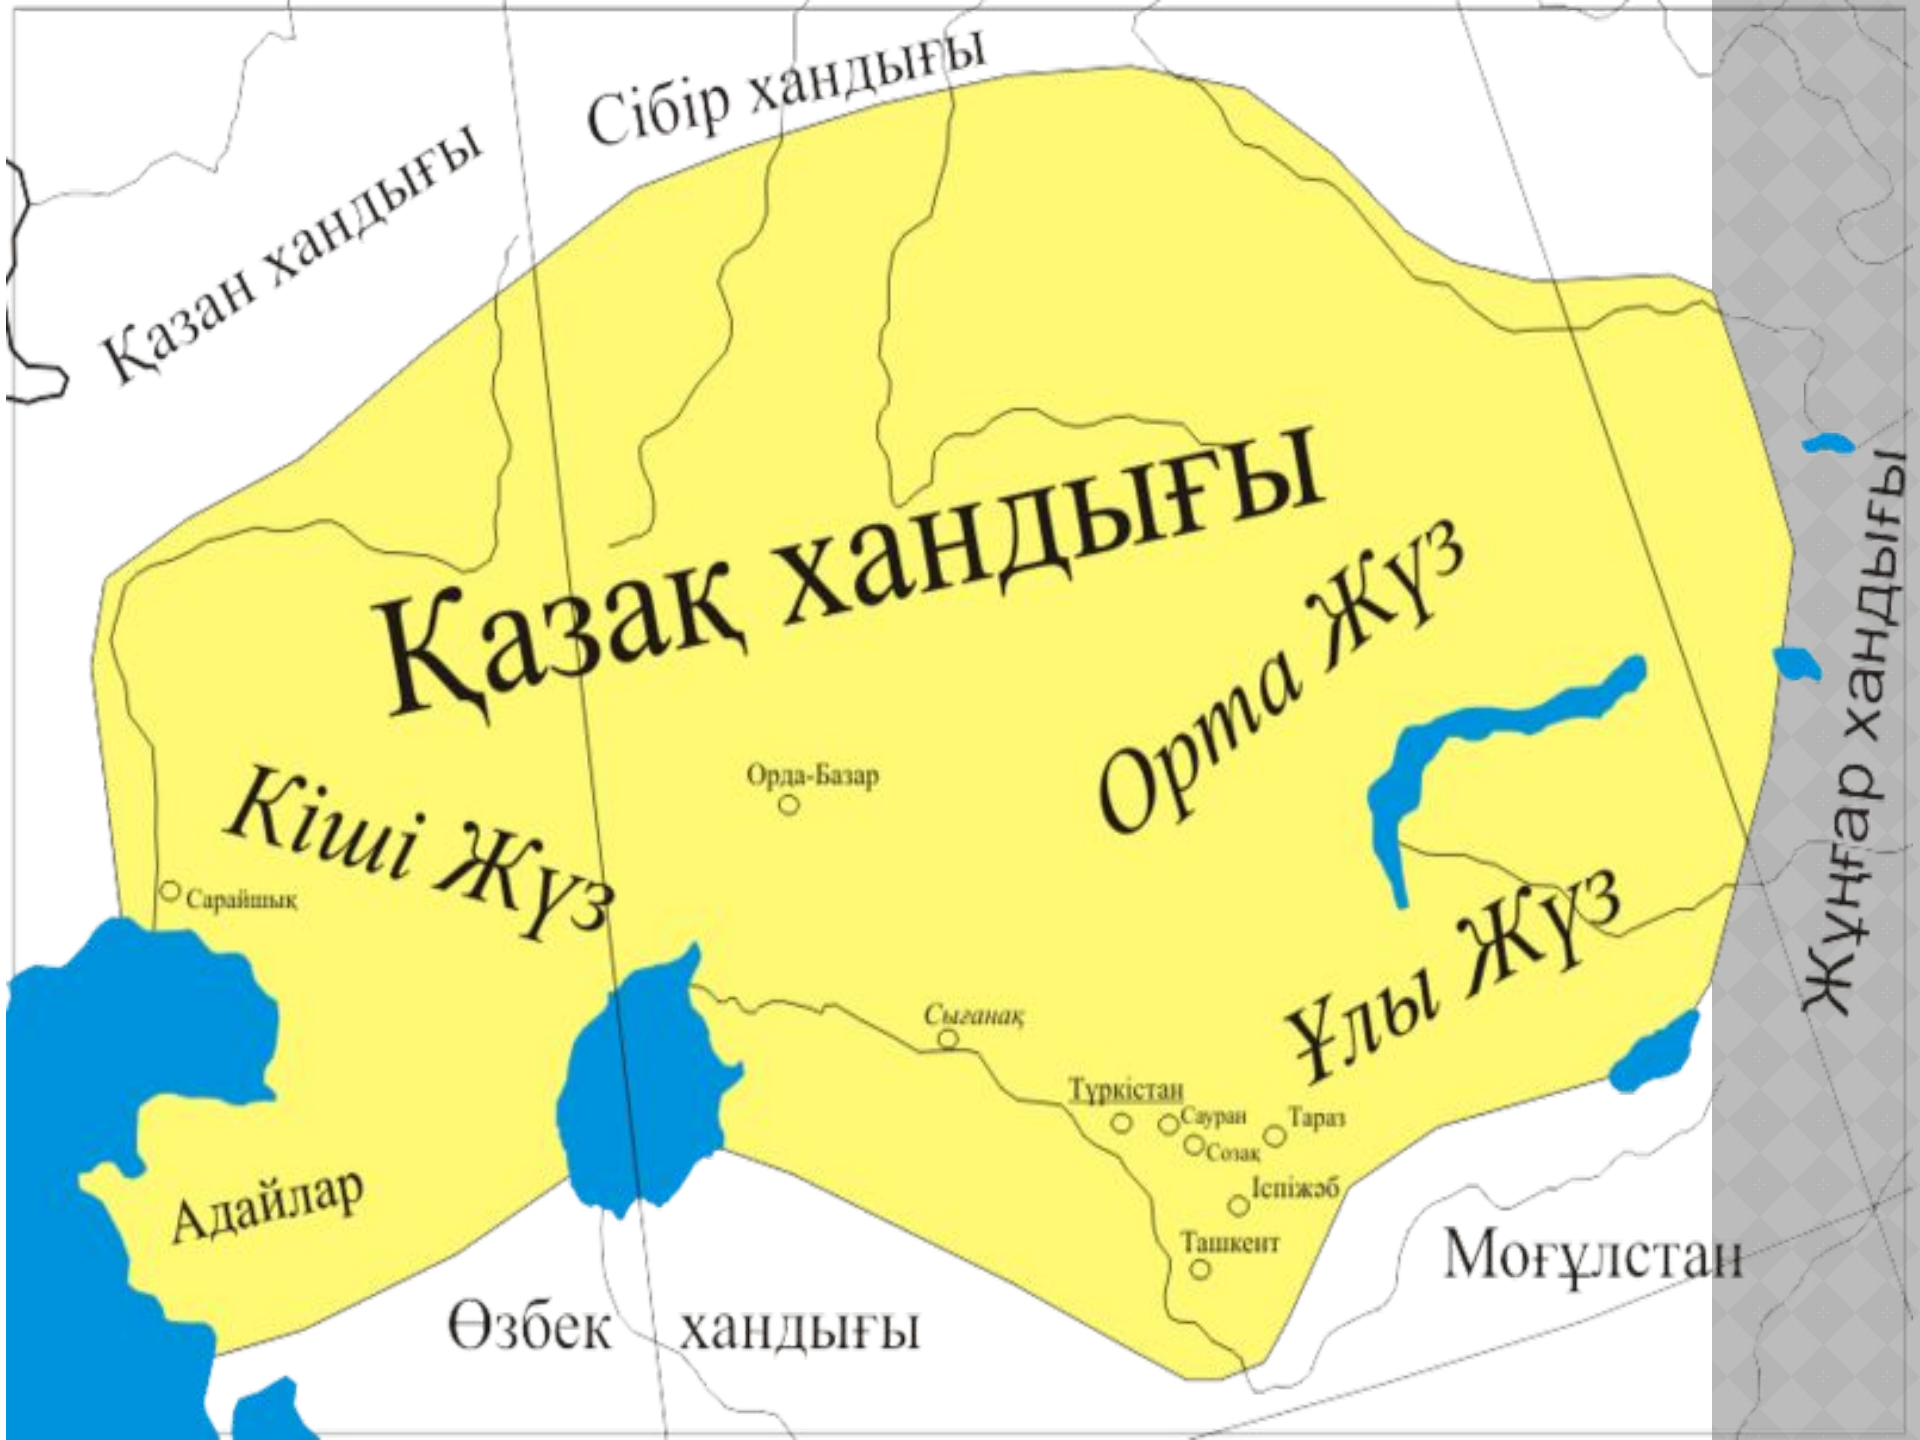 Сібір хандығы
Қазан хандығы
Қазақ хандығы
Орта Жүз
Жұңғар хандығы
Орда-Базар
Кіші Жүз
Сарайшық
Ұлы Жүз
Сығанақ
Түркістан
Сауран
Тараз
Созақ
Адайлар
Іспіжәб
Ташкент
Моғұлстан
Өзбек хандығы